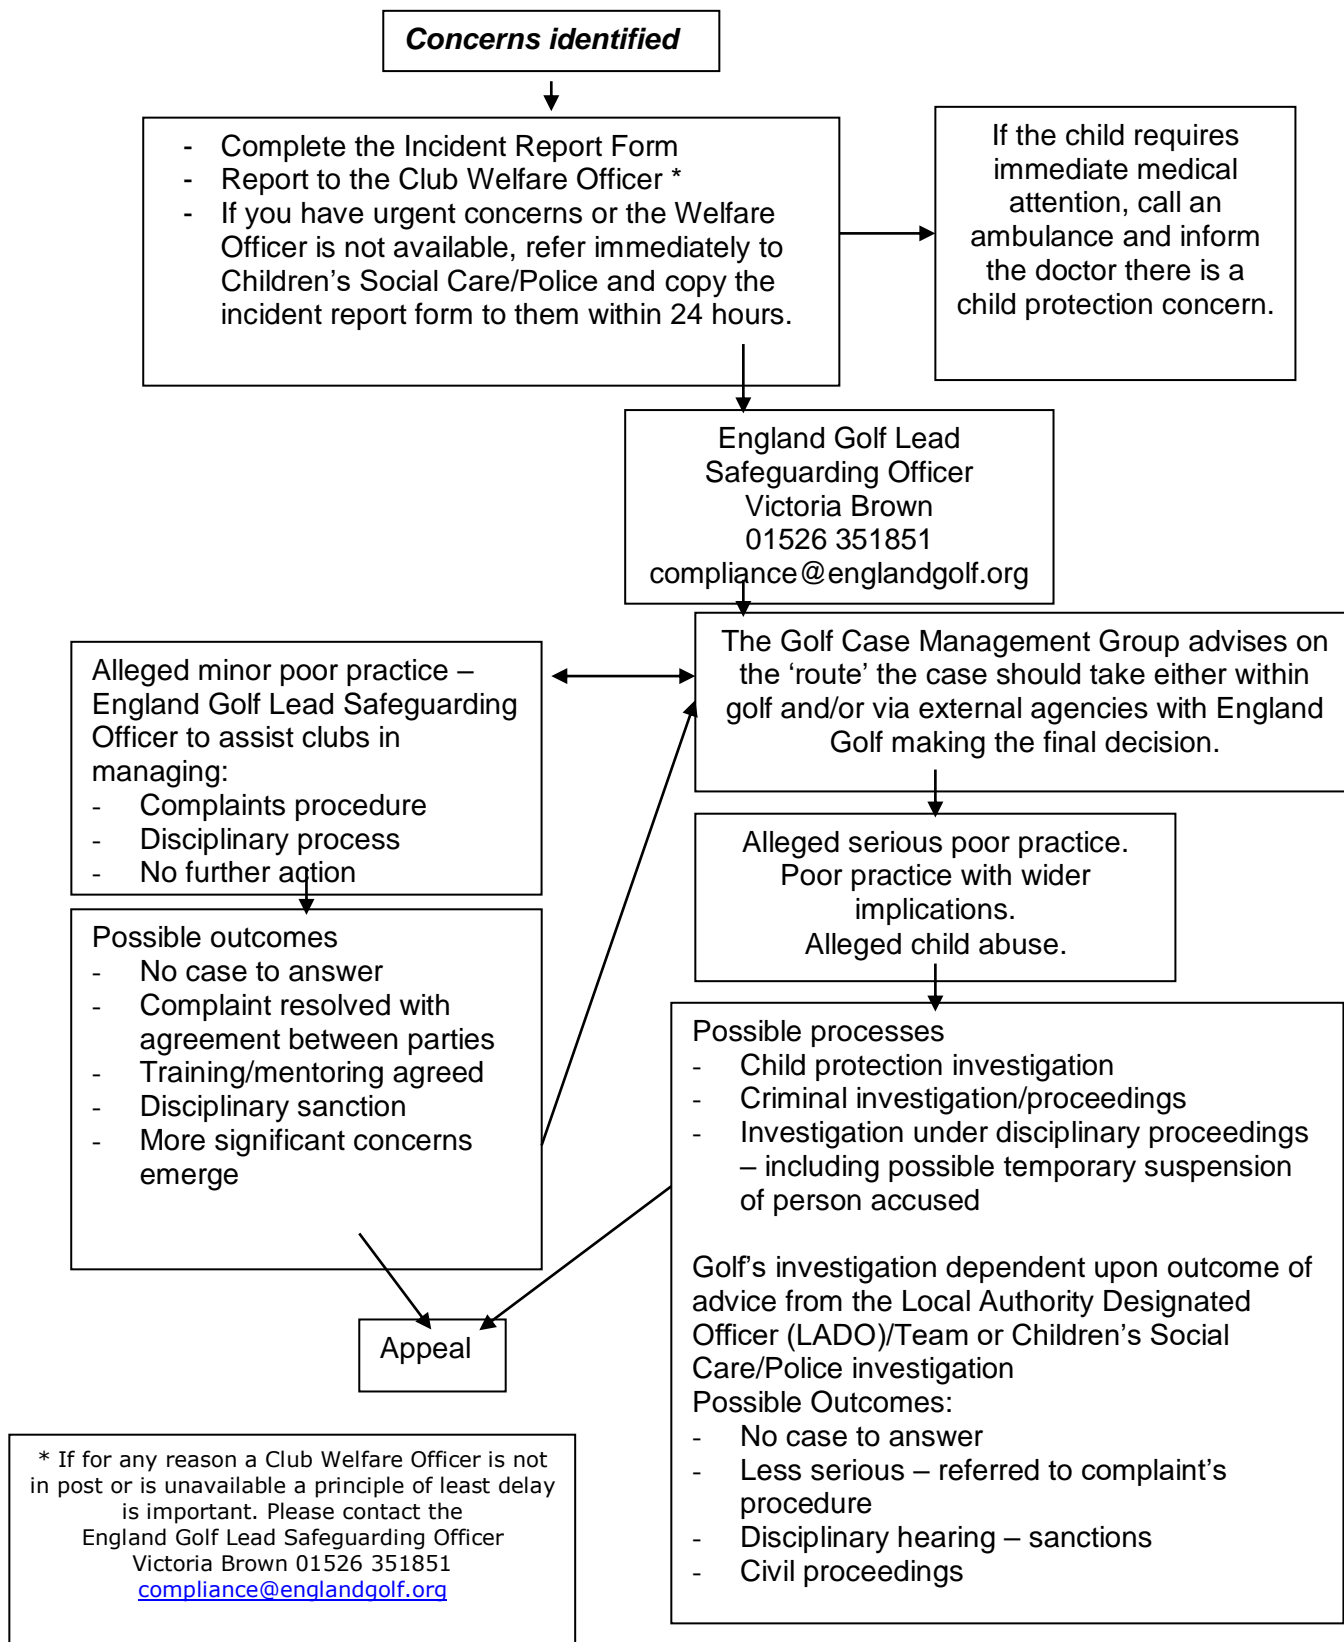 Concerns identified
- Complete the Incident Report Form
- Report to the Club Welfare Officer *
- If you have urgent concerns or the Welfare
Officer is not available, refer immediately to
Children’s Social Care/Police and copy the
incident report form to them within 24 hours.
If the child requires
immediate medical
attention, call an
ambulance and inform
the doctor there is a
child protection concern.
England Golf Lead
Safeguarding Officer
Victoria Brown
01526 351851
compliance@englandgolf.org
The Golf Case Management Group advises on
the ‘route’ the case should take either within
golf and/or via external agencies with England
Golf making the final decision.
Alleged minor poor practice –
England Golf Lead Safeguarding
Officer to assist clubs in
managing:
- Complaints procedure
- Disciplinary process
- No further action
Alleged serious poor practice.
Poor practice with wider
implications.
Alleged child abuse.
Possible outcomes
- No case to answer
- Complaint resolved with
agreement between parties
- Training/mentoring agreed
- Disciplinary sanction
- More significant concerns
emerge
Possible processes
- Child protection investigation
- Criminal investigation/proceedings
- Investigation under disciplinary proceedings
– including possible temporary suspension
of person accused
Golf’s investigation dependent upon outcome of
advice from the Local Authority Designated
Officer (LADO)/Team or Children’s Social
Care/Police investigation
Possible Outcomes:
- No case to answer
- Less serious – referred to complaint’s
procedure
- Disciplinary hearing – sanctions
- Civil proceedings
Appeal
* If for any reason a Club Welfare Officer is not
in post or is unavailable a principle of least delay
is important. Please contact the
England Golf Lead Safeguarding Officer
Victoria Brown 01526 351851
compliance@englandgolf.org